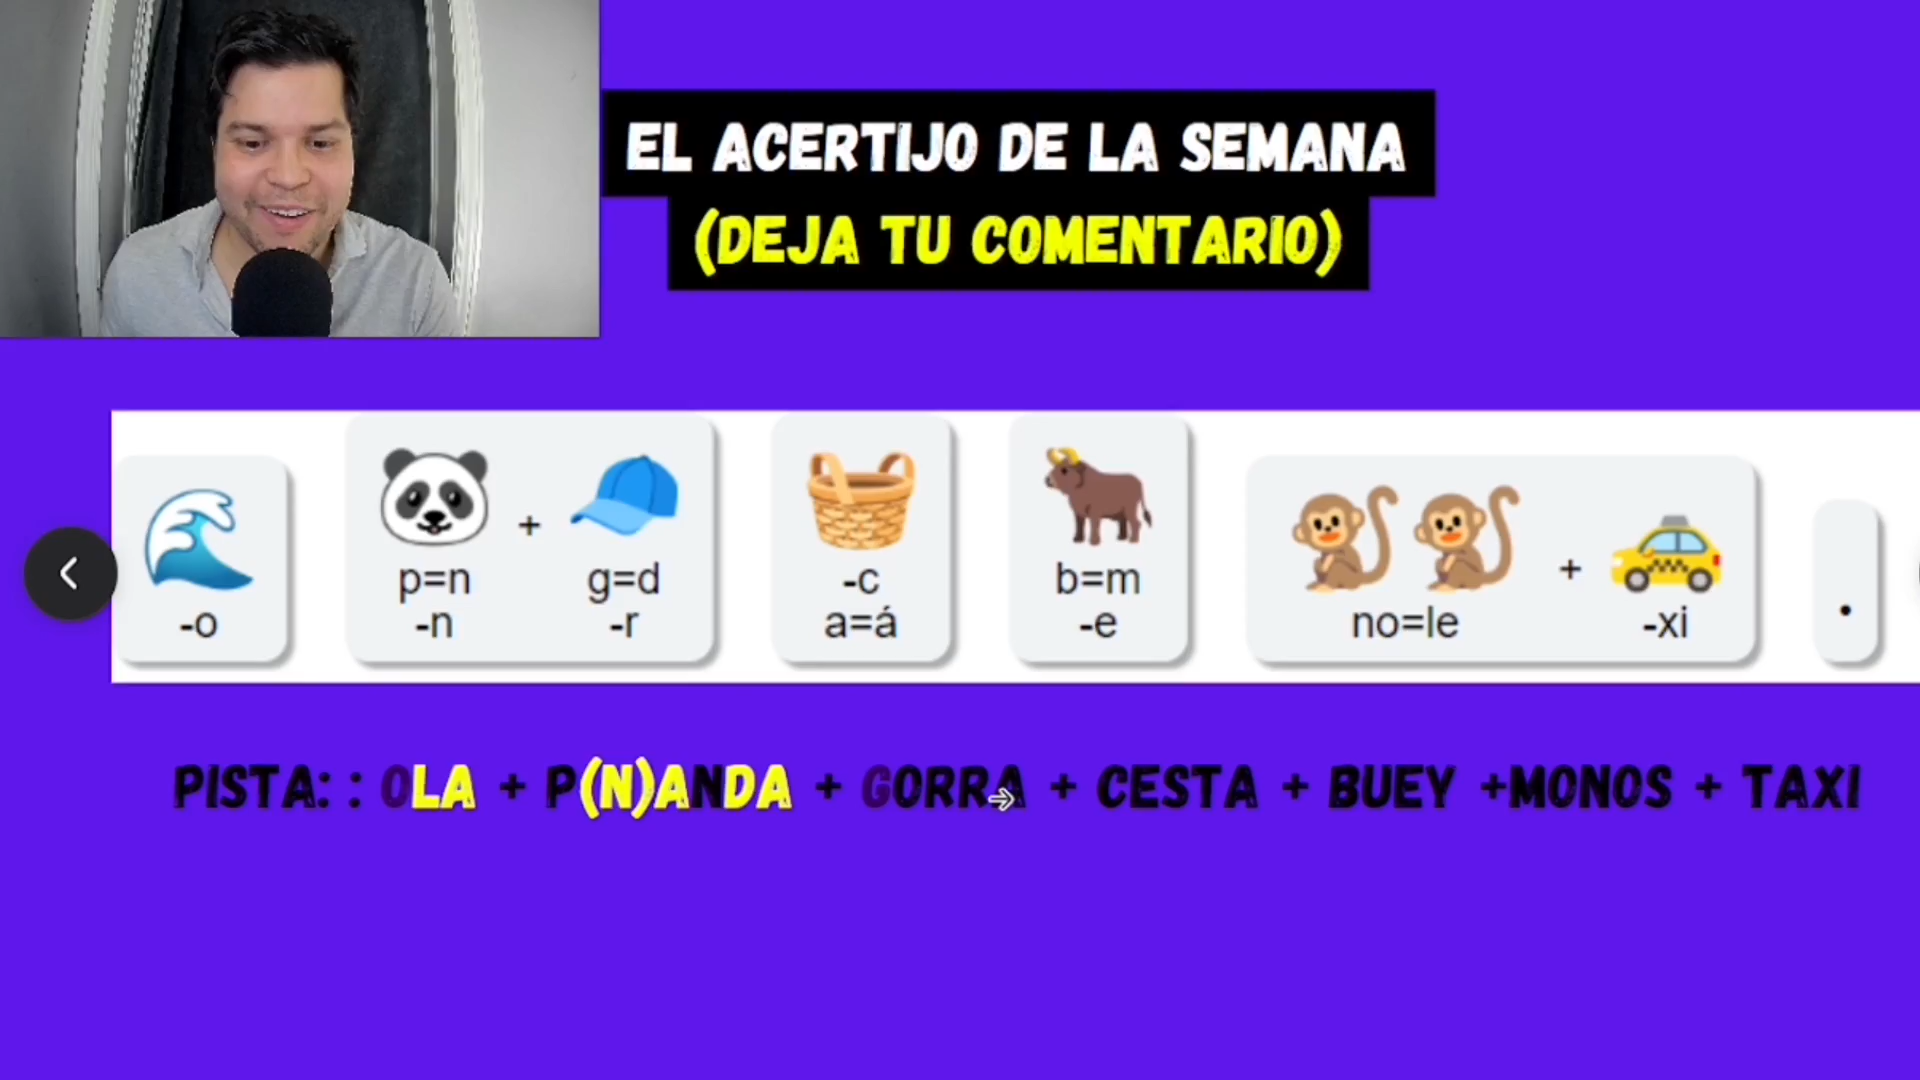 EL ACERTIJO DE LA SEMANA
(DEJA TU COMENTARIO)
+
+
p=n g=d -c b=m no=le
-o -n -r a=á -e -xi .
PISTA: : OLA + P(N)ANDA + GORRA + CESTA + BUEY +MONOS + TAXI